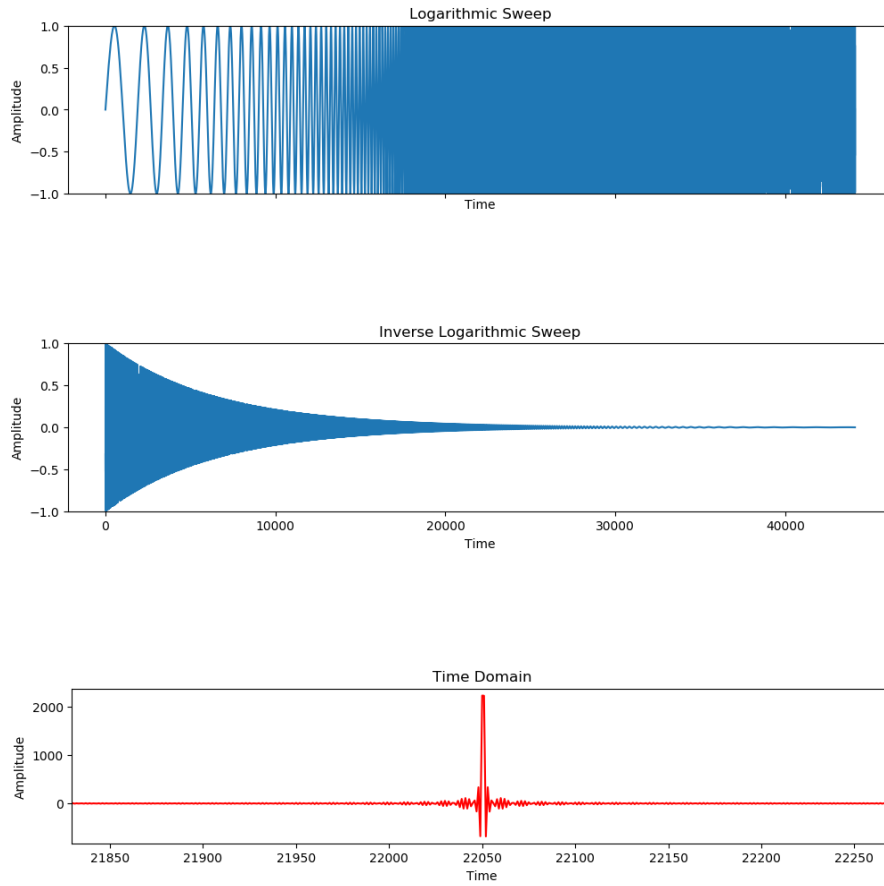 Logarithmic Sweep
1.0
0.5
0.0
−0.5
−1.0
Amplitude
Time
Inverse Logarithmic Sweep
1.0
0.5
0.0
−0.5
−1.0
Amplitude
0 10000 20000 30000 40000
Time
Time Domain
2000
1000
0
Amplitude
21850 21900 21950 22000 22050 22100 22150 22200 22250
Time